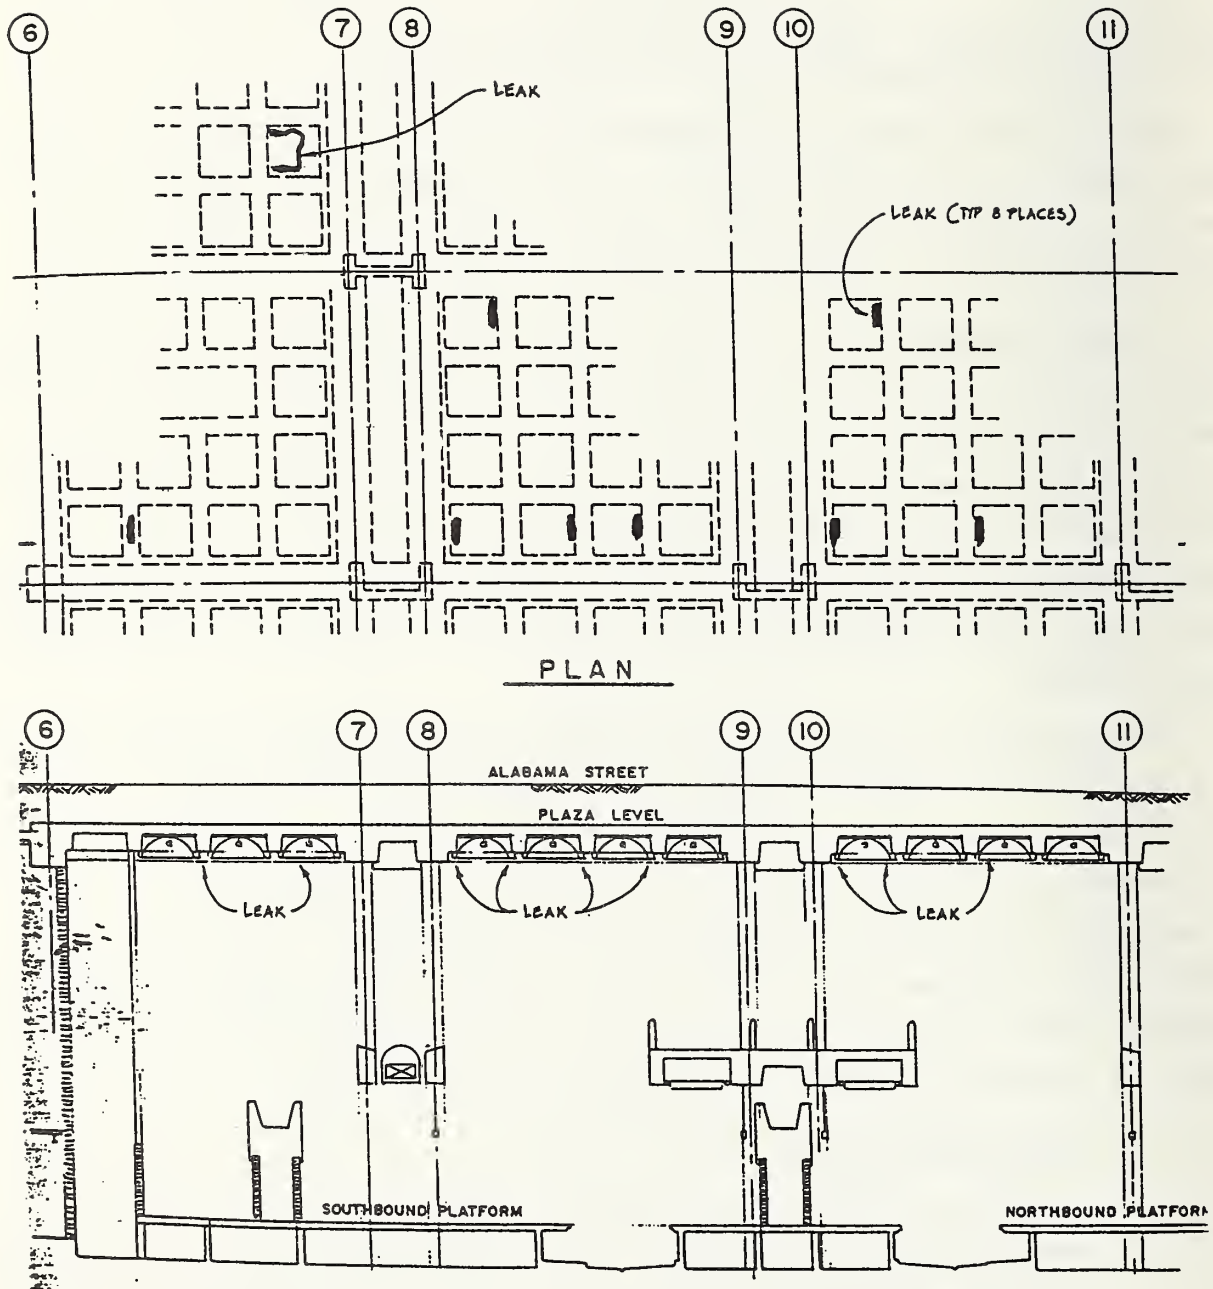 6 7 8 9 10 11
LEAK
LEAK (TYP 8 PLACES)
PLAN
6 7 8 9 10 11
ALABAMA STREET
PLAZA LEVEL
LEAK LEAK LEAK
SOUTHBOUND PLATFORM NORTHBOUND PLATFORM